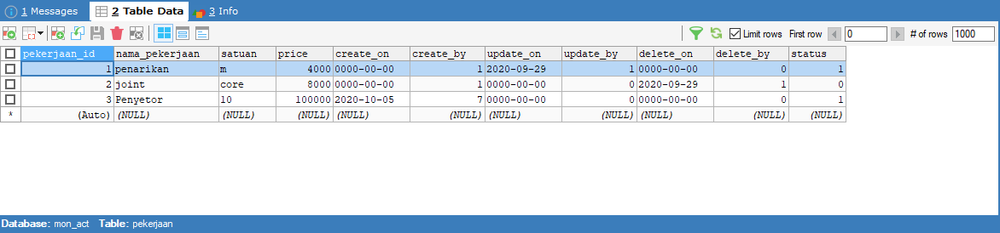 1 Messages 2 Table Data 3 Info
Limit rows First row 0 # of rows 1000
pekerjaan_id nama_pekerjaan satuan price create_on create_by update_on update_by delete_on delete_by status
1 penarikan m 4000 0000-00-00 1 2020-09-29 1 0000-00-00 0 1
2 joint core 8000 0000-00-00 1 0000-00-00 0 2020-09-29 1 0
3 Penyetor 10 100000 2020-10-05 7 0000-00-00 0 0000-00-00 0 1
* (Auto) (NULL) (NULL) (NULL) (NULL) (NULL) (NULL) (NULL) (NULL) (NULL) (NULL)
Database: mon_act Table: pekerjaan